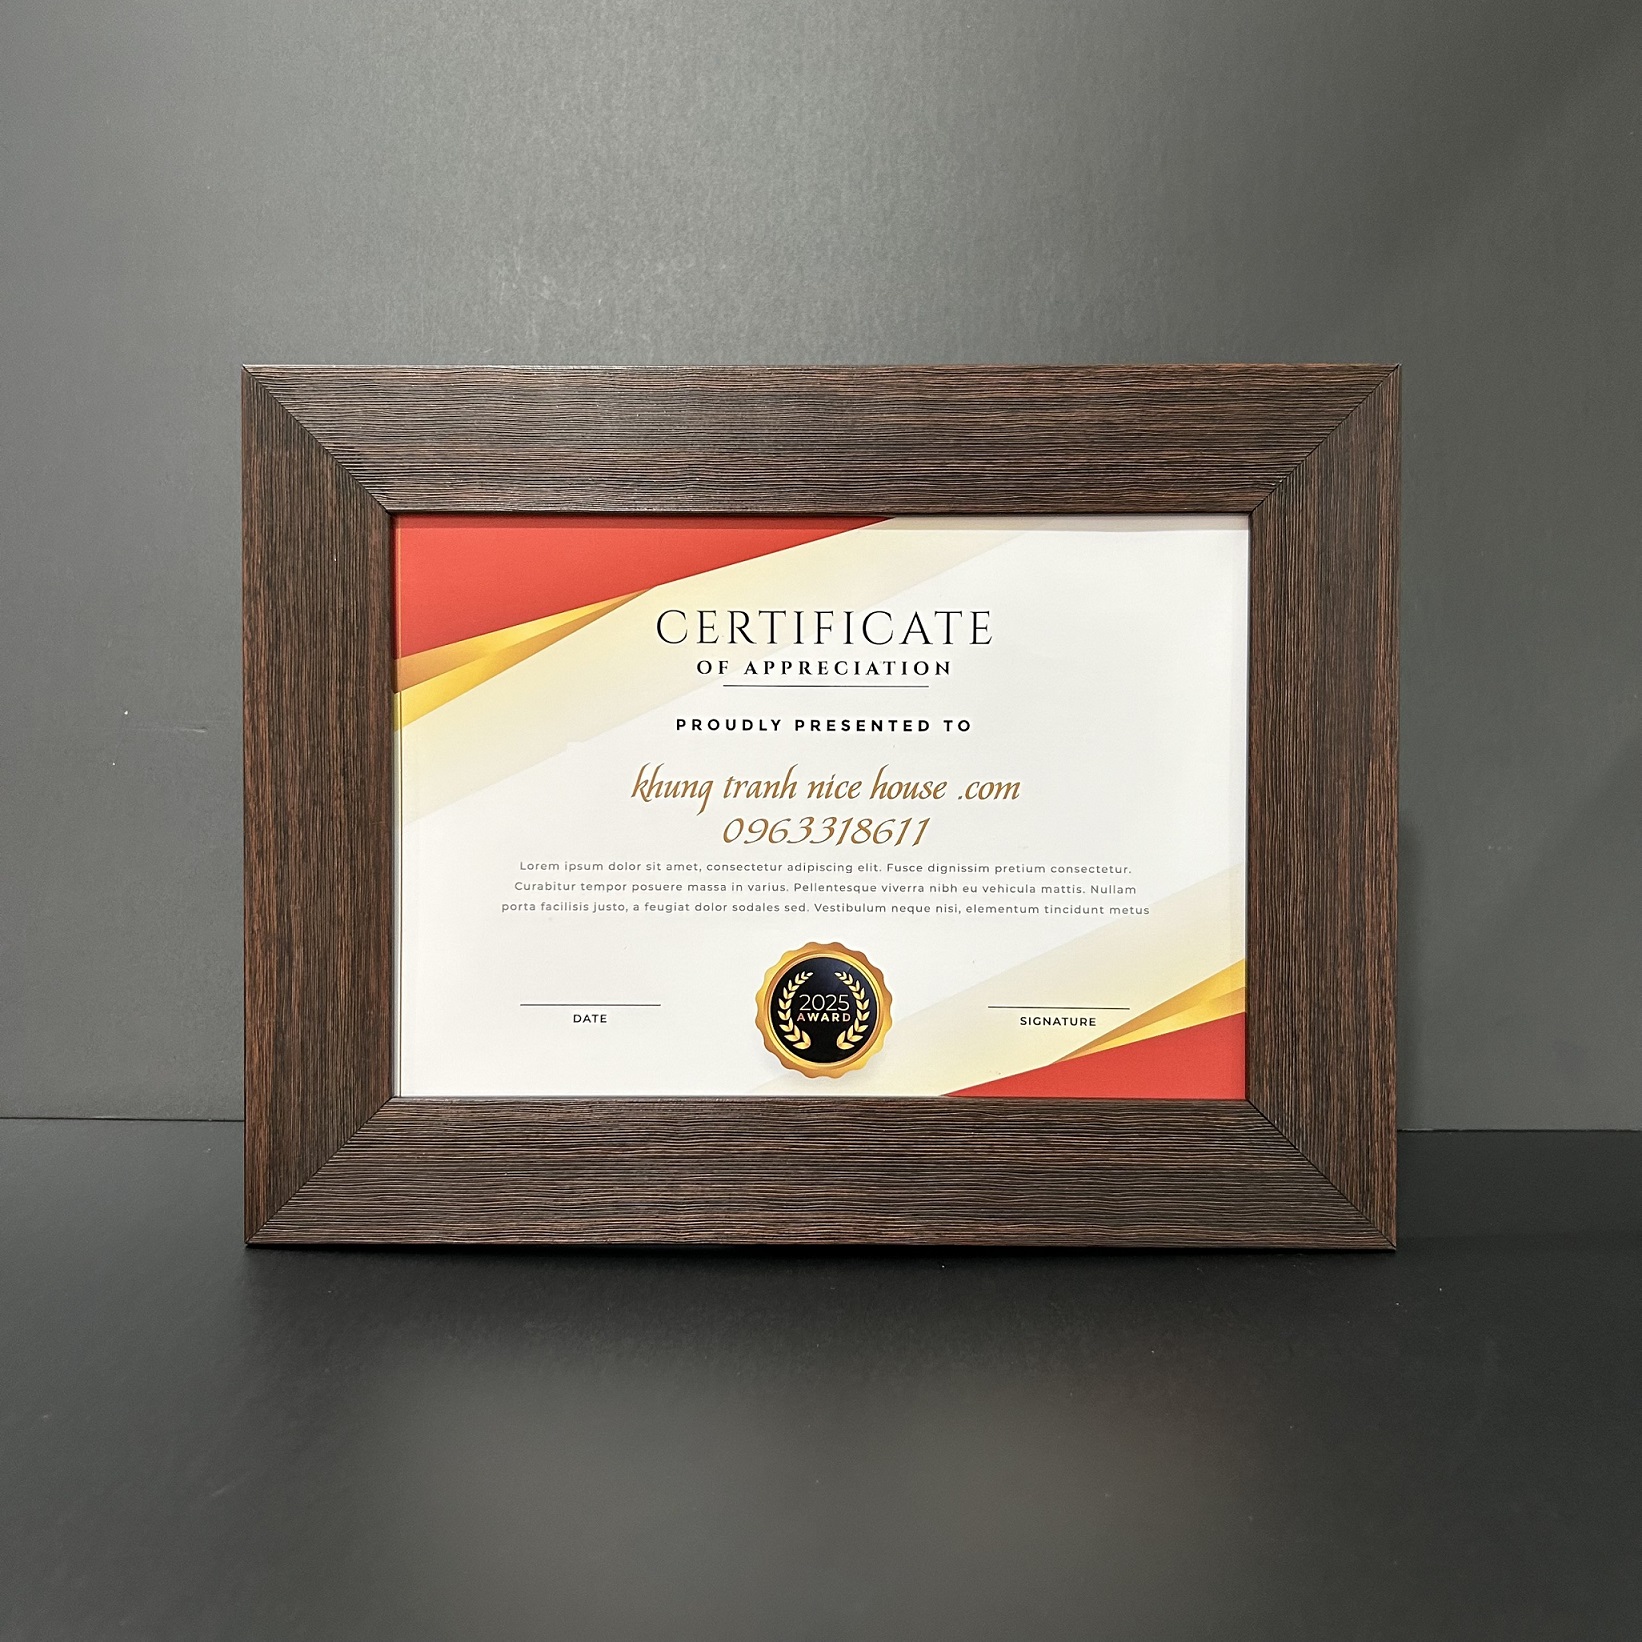 CERTIFICATE
OF APPRECIATION
PROUDLY PRESENTED TO
khung tranh nice house .com
0963318611
Lorem ipsum dolor sit amet, consectetur adipiscing elit. Fusce dignissim pretium consectetur.
Curabitur tempor posuere massa in varius. Pellentesque viverra nibh eu vehicula mattis. Nullam
porta facilisis justo, a feugiat dolor sodales sed. Vestibulum neque nisi, elementum tincidunt metus
2025
AWARD
DATE
SIGNATURE